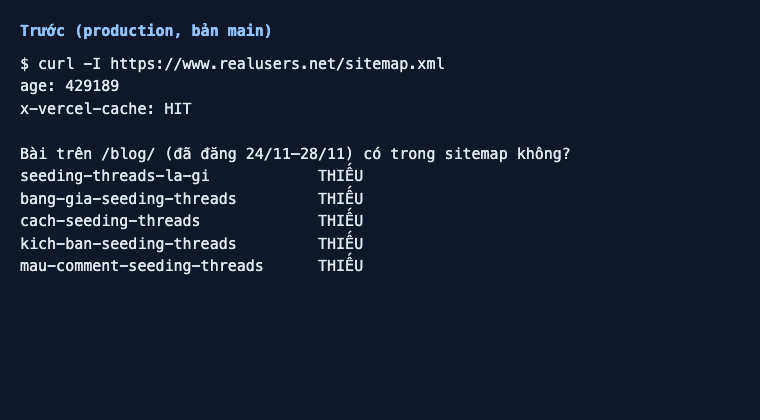 Trước (production, bản main)
$ curl -I https://www.realusers.net/sitemap.xml
age: 429189
x-vercel-cache: HIT
Bài trên /blog/ (đã đăng 24/11–28/11) có trong sitemap không?
seeding-threads-la-gi THIẾU
bang-gia-seeding-threads THIẾU
cach-seeding-threads THIẾU
kich-ban-seeding-threads THIẾU
mau-comment-seeding-threads THIẾU